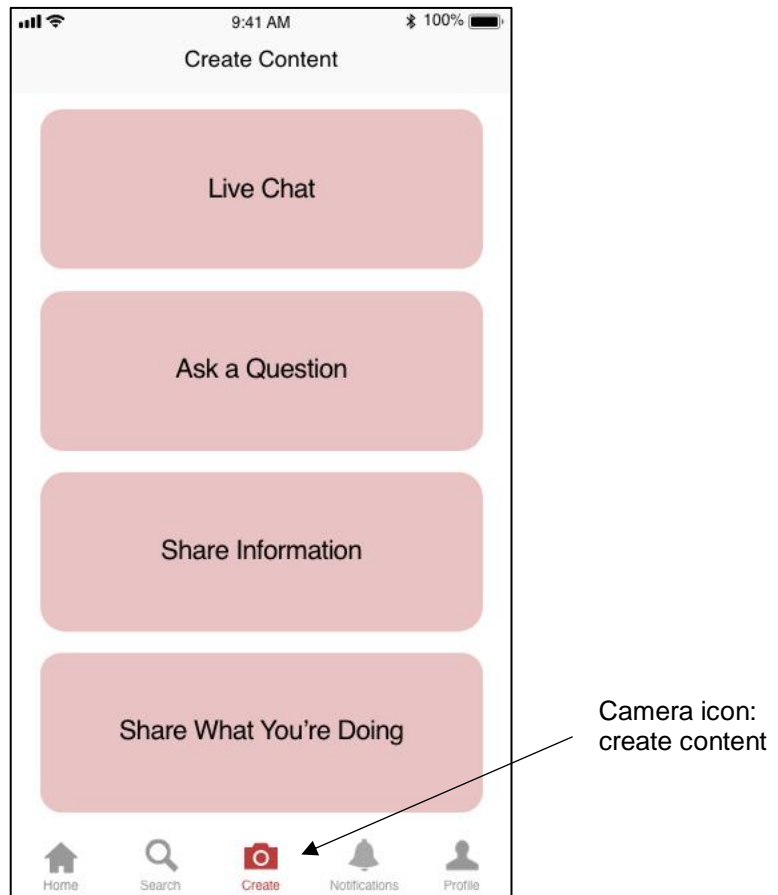 9:41 AM 100%
Create Content
Live Chat
Ask a Question
Share Information
Share What You're Doing
Camera icon:
create content
Home Search Create Notifications Profile